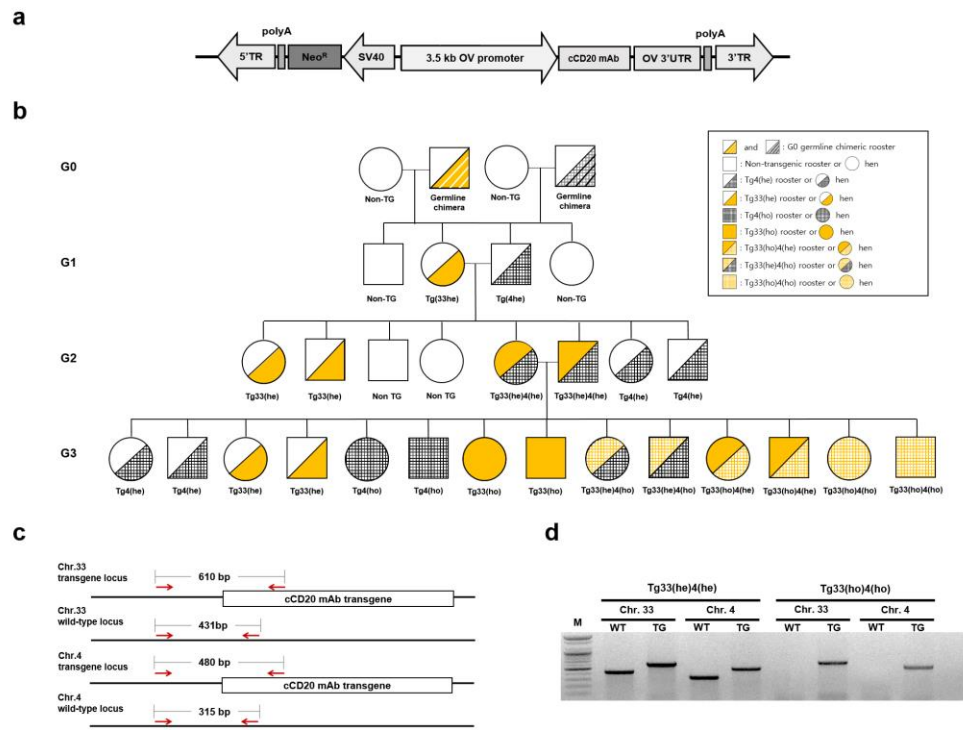 a
polyA
polyA
5'TR
Neo^R
SV40
3.5 kb OV promoter
cCD20 mAb
OV 3'UTR
3'TR
b
G0
Non-TG
Germline
chimera
Non-TG
Germline
chimera
and : G0 germline chimeric rooster
: Non-transgenic rooster or hen
: Tg4(he) rooster or hen
: Tg33(he) rooster or hen
: Tg4(ho) rooster or hen
: Tg33(ho) rooster or hen
: Tg33(ho)4(he) rooster or hen
: Tg33(he)4(ho) rooster or hen
: Tg33(ho)4(ho) rooster or hen
G1
Non-TG
Tg(33he)
Tg(4he)
Non-TG
G2
Tg33(he)
Tg33(he)
Non TG
Non TG
Tg33(he)4(he)
Tg33(he)4(he)
Tg4(he)
Tg4(he)
G3
Tg4(he)
Tg4(he)
Tg33(he)
Tg33(he)
Tg4(ho)
Tg4(ho)
Tg33(ho)
Tg33(ho)
Tg33(he)4(ho)
Tg33(he)4(ho)
Tg33(ho)4(he)
Tg33(ho)4(he)
Tg33(ho)4(ho)
Tg33(ho)4(ho)
c
Chr.33
transgene locus
610 bp
cCD20 mAb transgene
Chr.33
wild-type locus
431bp
Chr.4
transgene locus
480 bp
cCD20 mAb transgene
Chr.4
wild-type locus
315 bp
d
Tg33(he)4(he)
Tg33(ho)4(ho)
Chr. 33
Chr. 4
Chr. 33
Chr. 4
M
WT
TG
WT
TG
WT
TG
WT
TG